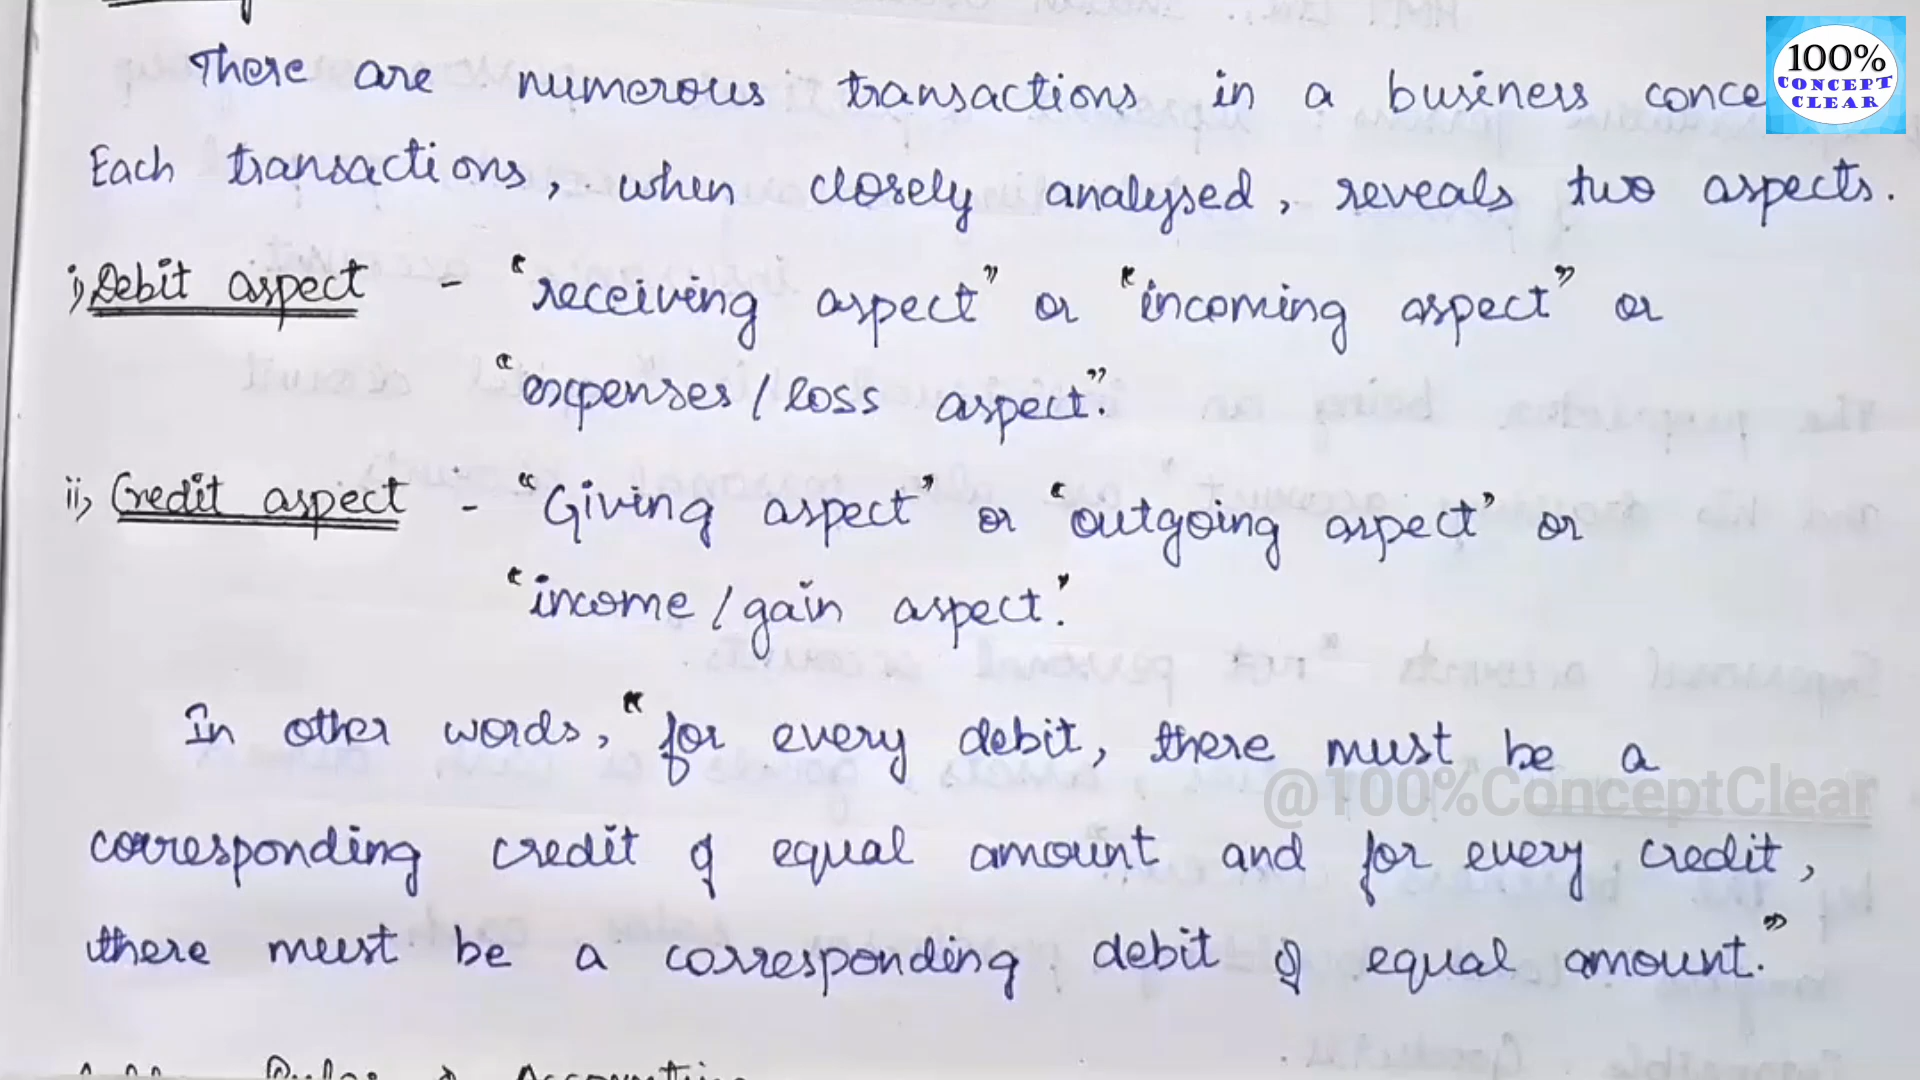 There are numerous transactions in a business conce
Each transactions, when closely analysed, reveals two aspects.
i) Debit aspect - "receiving aspect" or "incoming aspect" or
"expenses/loss aspect."
ii) Credit aspect - "Giving aspect" or "outgoing aspect" or
"income/gain aspect."
In other words, "for every debit, there must be a
corresponding credit of equal amount and for every credit,
there must be a corresponding debit of equal amount."
100%
CONCEPT
CLEAR
@100%ConceptClear